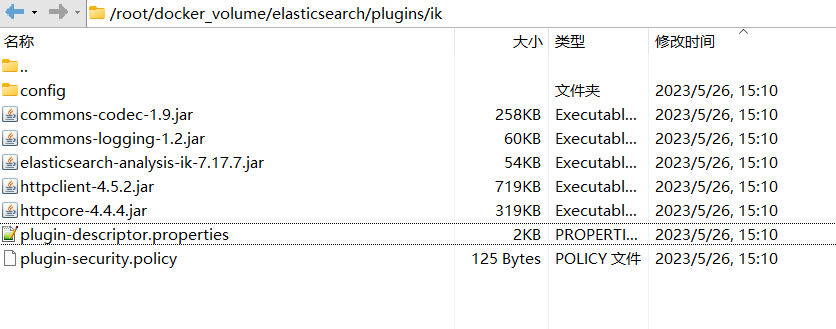 /root/docker_volume/elasticsearch/plugins/ik
名称 大小 类型 修改时间
..
config 文件夹 2023/5/26, 15:10
commons-codec-1.9.jar 258KB Executabl... 2023/5/26, 15:10
commons-logging-1.2.jar 60KB Executabl... 2023/5/26, 15:10
elasticsearch-analysis-ik-7.17.7.jar 54KB Executabl... 2023/5/26, 15:10
httpclient-4.5.2.jar 719KB Executabl... 2023/5/26, 15:10
httpcore-4.4.4.jar 319KB Executabl... 2023/5/26, 15:10
plugin-descriptor.properties 2KB PROPERTI... 2023/5/26, 15:10
plugin-security.policy 125 Bytes POLICY 文件 2023/5/26, 15:10